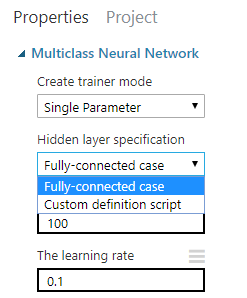 Properties Project
Multiclass Neural Network
Create trainer mode
Single Parameter
Hidden layer specification
Fully-connected case
Fully-connected case
Custom definition script
100
The learning rate
0.1